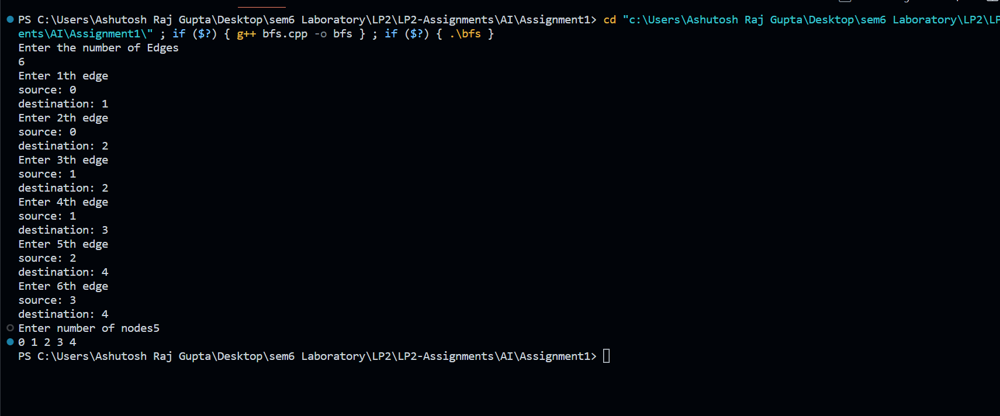 PS C:\Users\Ashutosh Raj Gupta\Desktop\sem6 Laboratory\LP2\LP2-Assignments\AI\Assignment1> cd "c:\Users\Ashutosh Raj Gupta\Desktop\sem6 Laboratory\LP2\LP
ents\AI\Assignment1\" ; if ($?) { g++ bfs.cpp -o bfs } ; if ($?) { .\bfs }
Enter the number of Edges
6
Enter 1th edge
source: 0
destination: 1
Enter 2th edge
source: 0
destination: 2
Enter 3th edge
source: 1
destination: 2
Enter 4th edge
source: 1
destination: 3
Enter 5th edge
source: 2
destination: 4
Enter 6th edge
source: 3
destination: 4
Enter number of nodes5
0 1 2 3 4
PS C:\Users\Ashutosh Raj Gupta\Desktop\sem6 Laboratory\LP2\LP2-Assignments\AI\Assignment1>